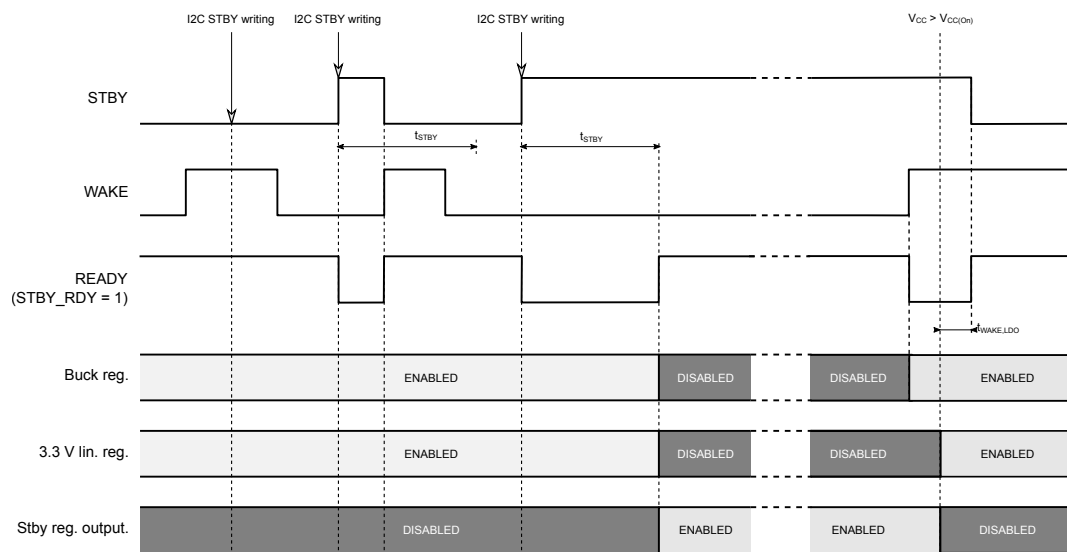 I2C STBY writing
I2C STBY writing
I2C STBY writing
VCC > VCC(On)
STBY
tSTBY
tSTBY
WAKE
READY
(STBY_RDY = 1)
tWAKE,LDO
Buck reg.
ENABLED
DISABLED
DISABLED
ENABLED
3.3 V lin. reg.
ENABLED
DISABLED
DISABLED
ENABLED
Stby reg. output.
DISABLED
ENABLED
ENABLED
DISABLED